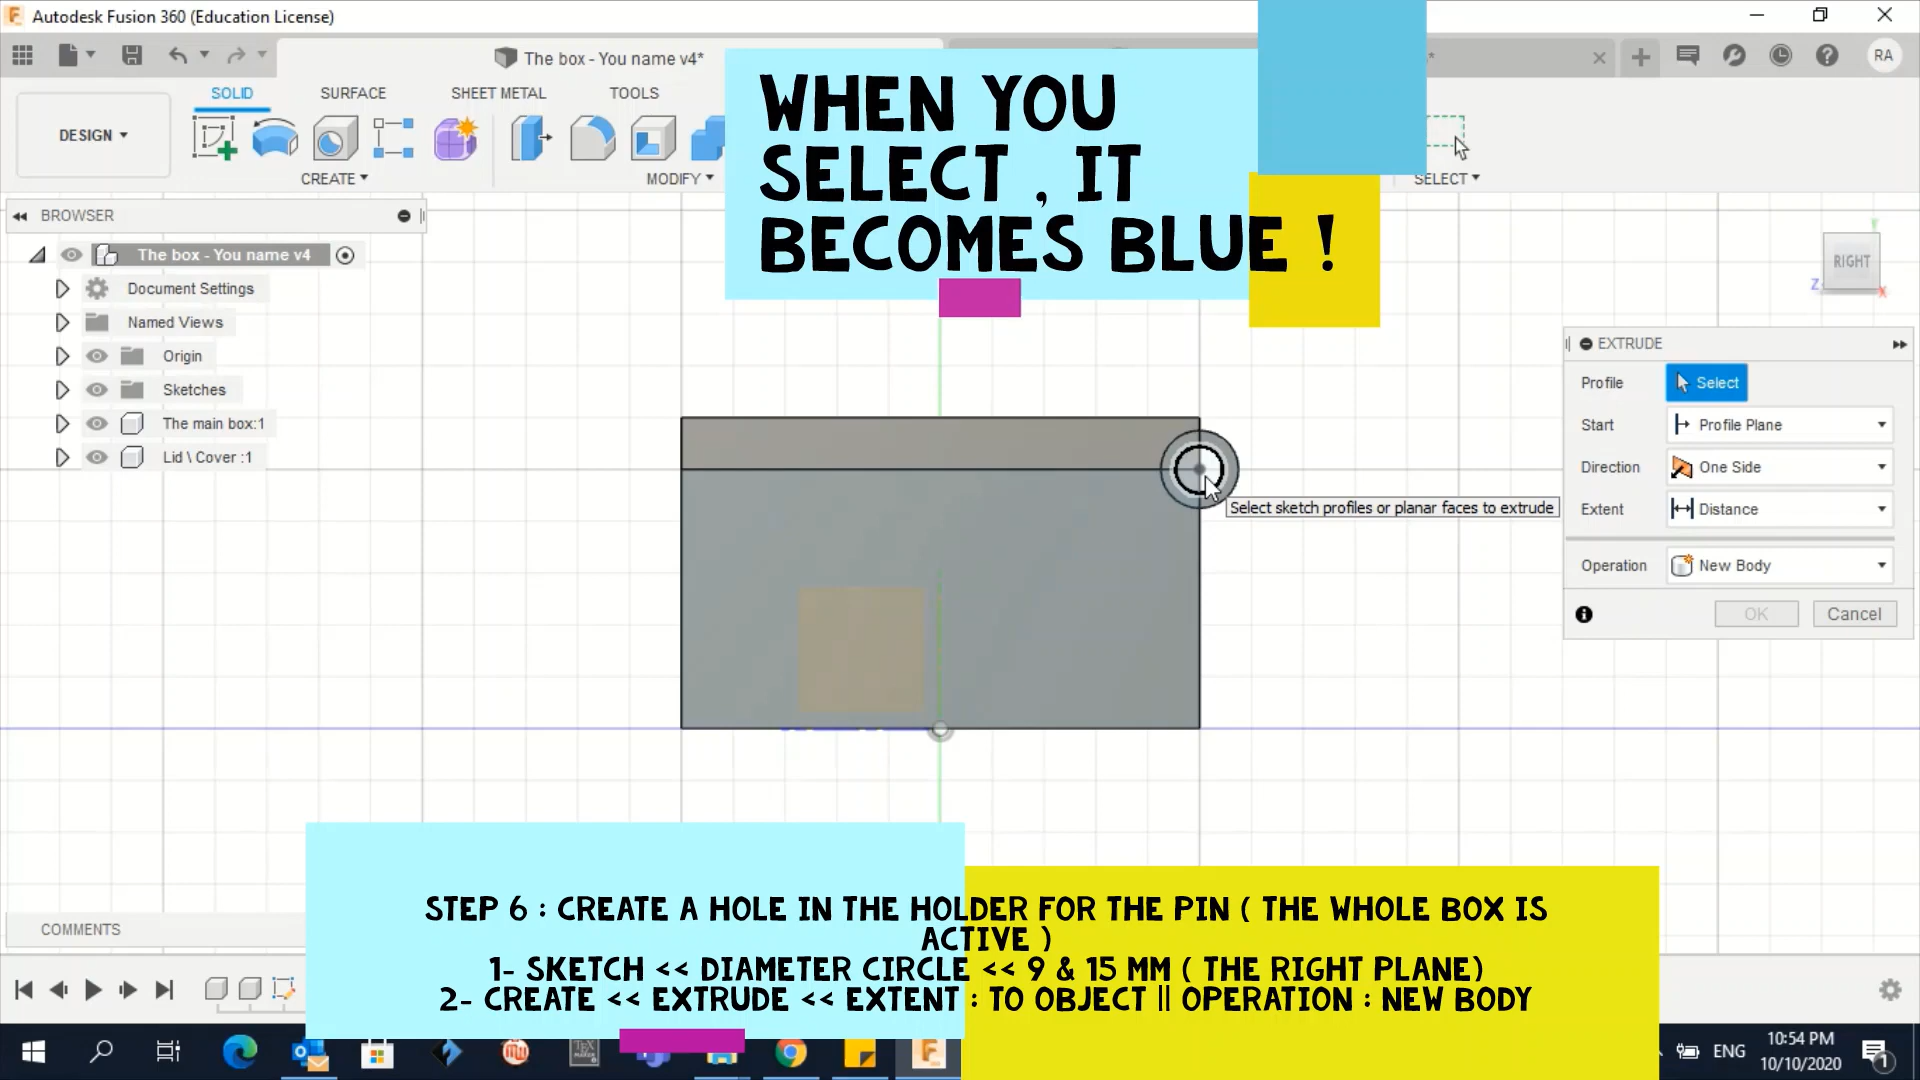 Autodesk Fusion 360 (Education License)
The box - You name v4*
*
RA
WHEN YOU
SELECT , IT
BECOMES BLUE !
SOLID
SURFACE
SHEET METAL
TOOLS
DESIGN
CREATE
MODIFY
SELECT
BROWSER
The box - You name v4
Document Settings
Named Views
Origin
Sketches
The main box:1
Lid \ Cover :1
RIGHT
Z
X
EXTRUDE
Profile Select
Start Profile Plane
Direction One Side
Extent Distance
Operation New Body
OK Cancel
Select sketch profiles or planar faces to extrude
COMMENTS
STEP 6 : CREATE A HOLE IN THE HOLDER FOR THE PIN ( THE WHOLE BOX IS
ACTIVE )
1- SKETCH << DIAMETER CIRCLE << 9 & 15 MM ( THE RIGHT PLANE)
2- CREATE << EXTRUDE << EXTENT : TO OBJECT || OPERATION : NEW BODY
ENG
10:54 PM
10/10/2020
1